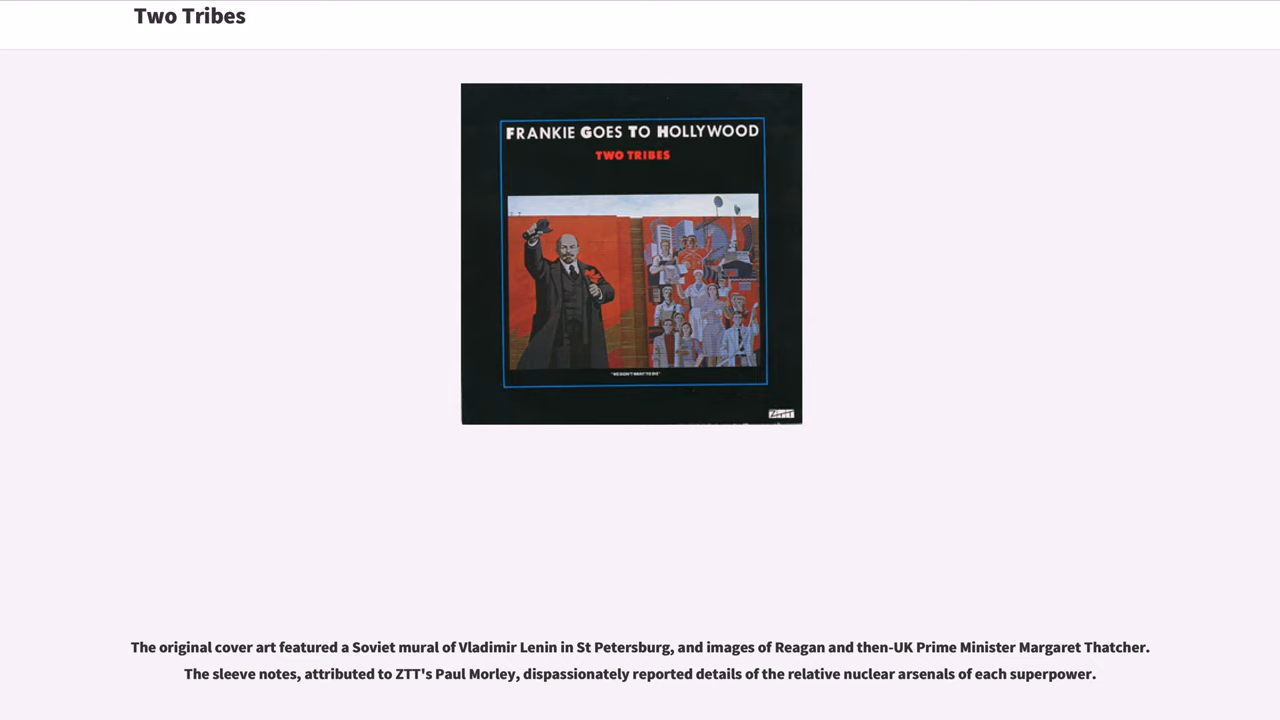 Two Tribes
FRANKIE GOES TO HOLLYWOOD
TWO TRIBES
"WE DON'T WANT TO DIE"
ZTT
The original cover art featured a Soviet mural of Vladimir Lenin in St Petersburg, and images of Reagan and then-UK Prime Minister Margaret Thatcher.
The sleeve notes, attributed to ZTT's Paul Morley, dispassionately reported details of the relative nuclear arsenals of each superpower.